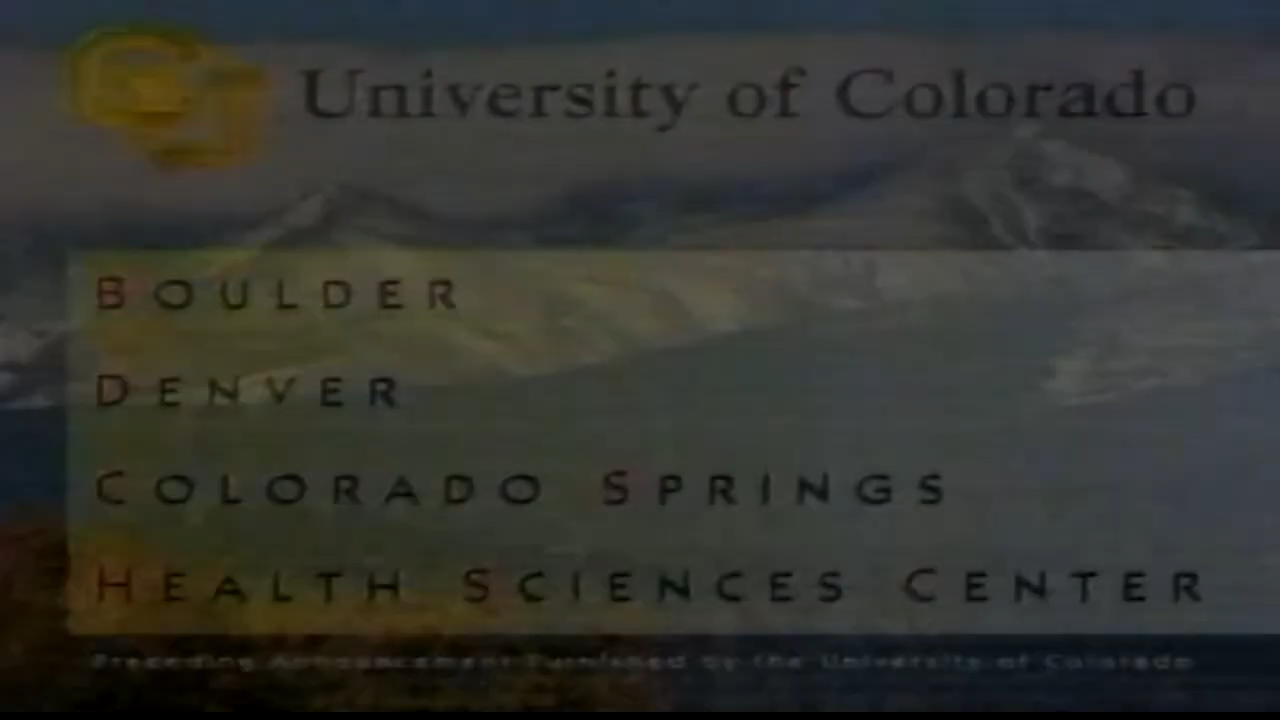 University of Colorado
BOULDER
DENVER
COLORADO SPRINGS
HEALTH SCIENCES CENTER
Preceding Announcement Furnished by the University of Colorado